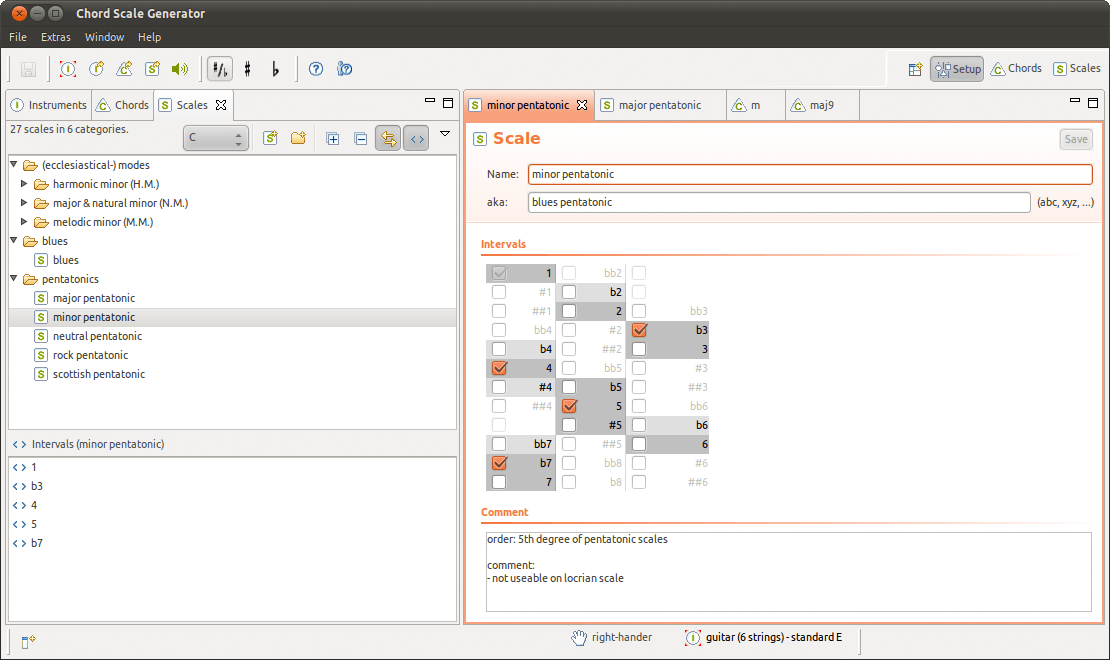 Chord Scale Generator
File Extras Window Help
♯/♭ ♯ ♭
Setup Chords Scales
Instruments Chords Scales
27 scales in 6 categories.
C
(ecclesiastical-) modes
harmonic minor (H.M.)
major & natural minor (N.M.)
melodic minor (M.M.)
blues
blues
pentatonics
major pentatonic
minor pentatonic
neutral pentatonic
rock pentatonic
scottish pentatonic
Intervals (minor pentatonic)
1
b3
4
5
b7
minor pentatonic major pentatonic m maj9
Scale Save
Name: minor pentatonic
aka: blues pentatonic (abc, xyz, ...)
Intervals
1 bb2
#1 b2
##1 2 bb3
bb4 #2 b3
b4 ##2 3
4 bb5 #3
#4 b5 ##3
##4 5 bb6
#5 b6
bb7 ##5 6
b7 bb8 #6
7 b8 ##6
Comment
order: 5th degree of pentatonic scales
comment:
- not useable on locrian scale
right-hander guitar (6 strings) - standard E